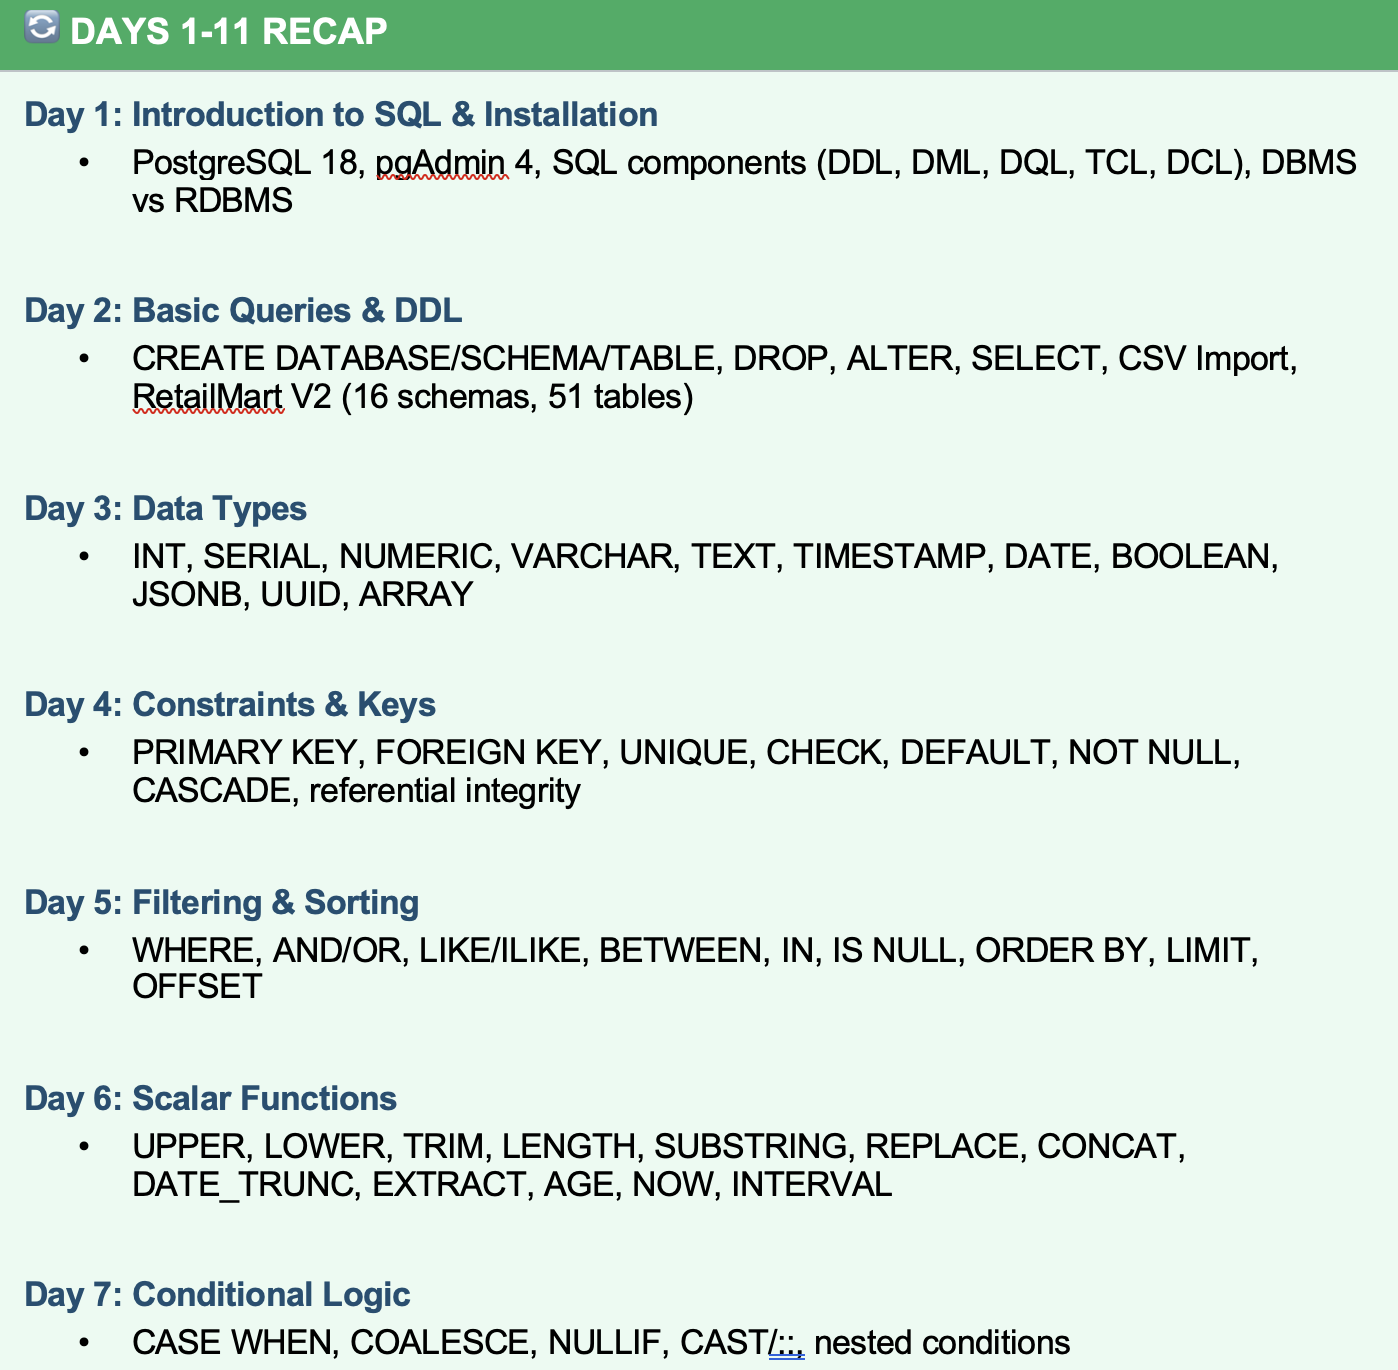 DAYS 1-11 RECAP
Day 1: Introduction to SQL & Installation
• PostgreSQL 18, pgAdmin 4, SQL components (DDL, DML, DQL, TCL, DCL), DBMS
vs RDBMS
Day 2: Basic Queries & DDL
• CREATE DATABASE/SCHEMA/TABLE, DROP, ALTER, SELECT, CSV Import,
RetailMart V2 (16 schemas, 51 tables)
Day 3: Data Types
• INT, SERIAL, NUMERIC, VARCHAR, TEXT, TIMESTAMP, DATE, BOOLEAN,
JSONB, UUID, ARRAY
Day 4: Constraints & Keys
• PRIMARY KEY, FOREIGN KEY, UNIQUE, CHECK, DEFAULT, NOT NULL,
CASCADE, referential integrity
Day 5: Filtering & Sorting
• WHERE, AND/OR, LIKE/ILIKE, BETWEEN, IN, IS NULL, ORDER BY, LIMIT,
OFFSET
Day 6: Scalar Functions
• UPPER, LOWER, TRIM, LENGTH, SUBSTRING, REPLACE, CONCAT,
DATE_TRUNC, EXTRACT, AGE, NOW, INTERVAL
Day 7: Conditional Logic
• CASE WHEN, COALESCE, NULLIF, CAST/::, nested conditions